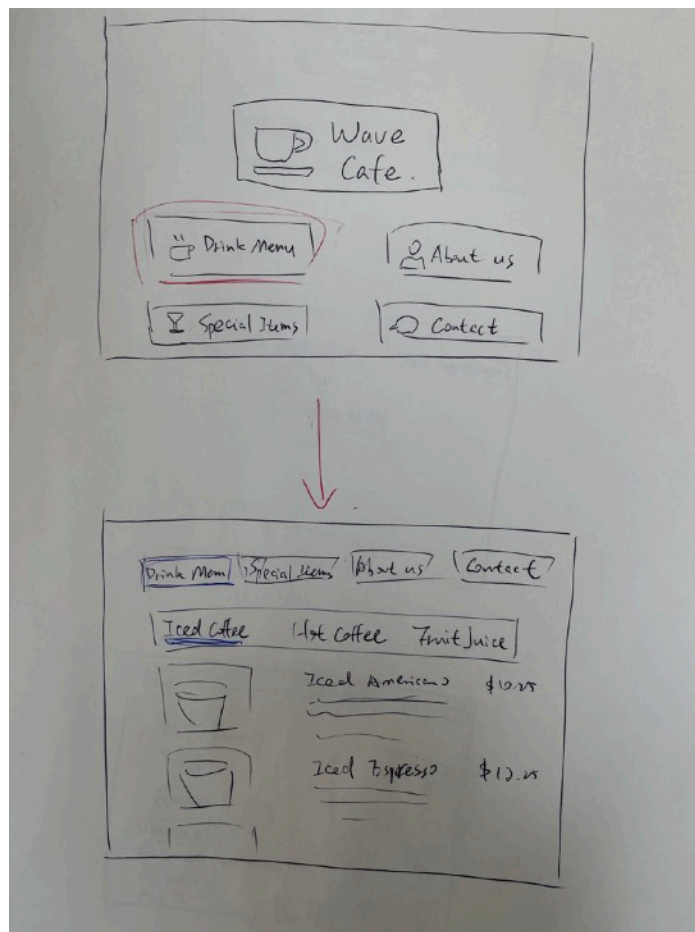 Wave
Cafe.
Drink Menu
About us
Special Items
Contact
Drink Menu Special Items About us Contact
Iced Coffee Hot Coffee Fruit Juice
Iced Americano
Iced Espresso